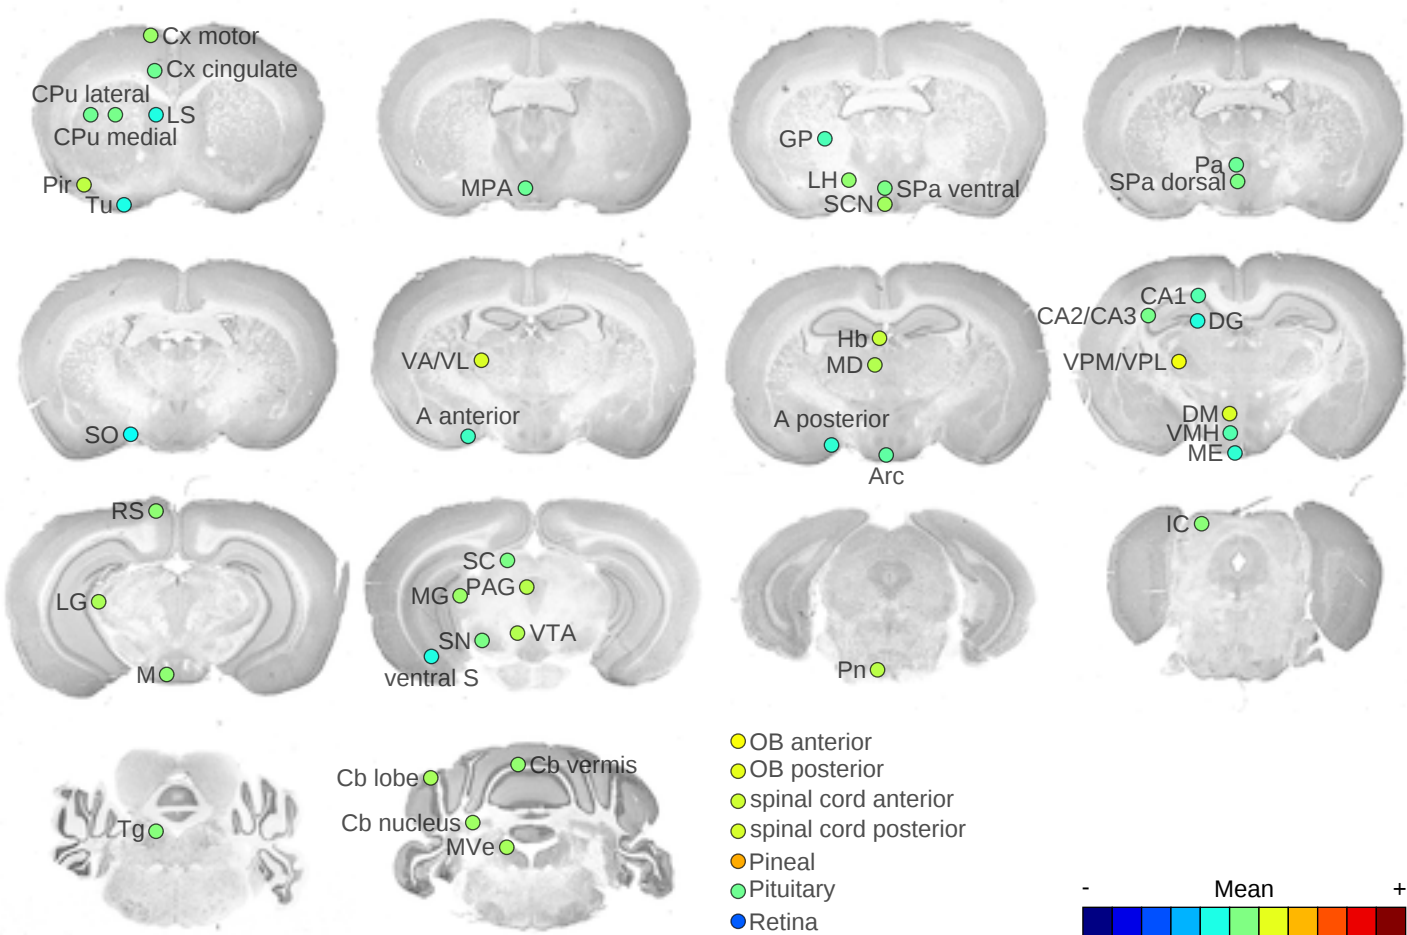 Cx motor
Cx cingulate
CPu lateral
LS
CPu medial
Pir
Tu
MPA
GP
LH
SPa ventral
SCN
Pa
SPa dorsal
SO
VA/VL
A anterior
Hb
MD
A posterior
Arc
CA1
CA2/CA3
DG
VPM/VPL
DM
VMH
ME
RS
LG
M
SC
PAG
MG
SN
VTA
ventral S
Pn
IC
Tg
Cb lobe
Cb vermis
Cb nucleus
MVe
OB anterior
OB posterior
spinal cord anterior
spinal cord posterior
Pineal
Pituitary
Retina
- Mean +